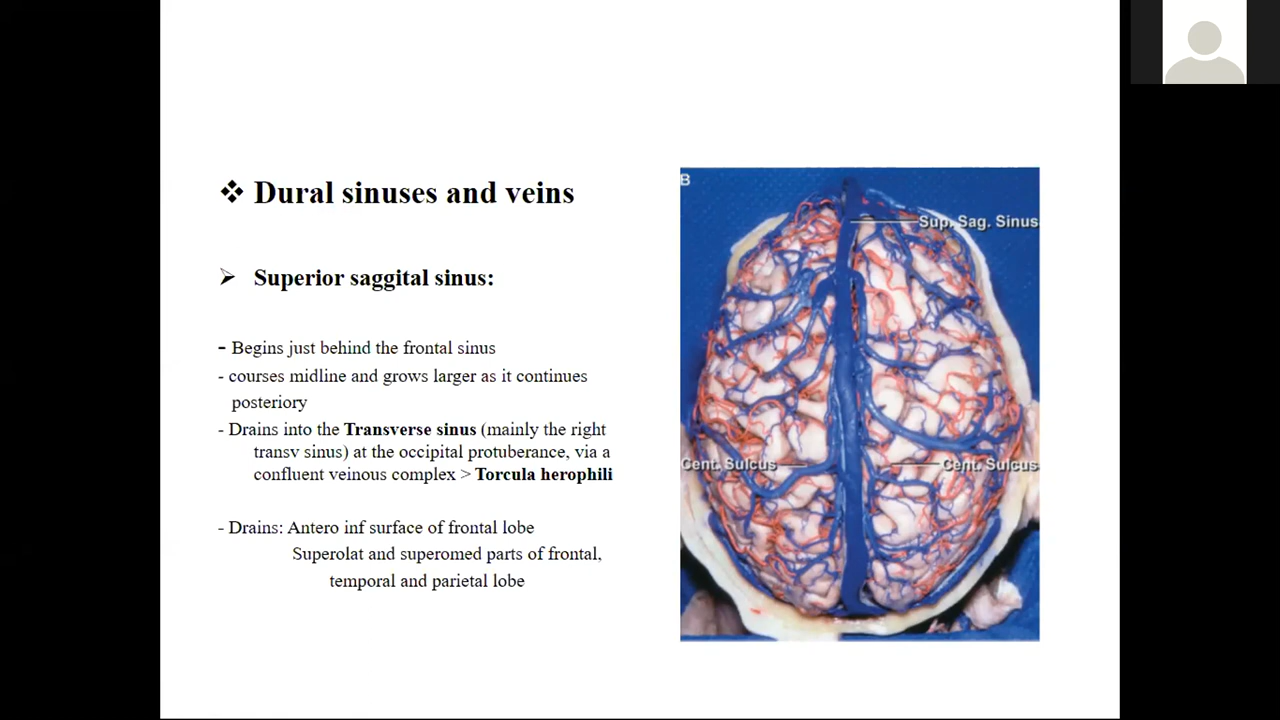 ❖ Dural sinuses and veins
➢ Superior saggital sinus:
- Begins just behind the frontal sinus
- courses midline and grows larger as it continues
posteriory
- Drains into the Transverse sinus (mainly the right
transv sinus) at the occipital protuberance, via a
confluent veinous complex > Torcula herophili
- Drains: Antero inf surface of frontal lobe
Superolat and superomed parts of frontal,
temporal and parietal lobe
B
Sup. Sag. Sinus
Cent. Sulcus
Cent. Sulcus